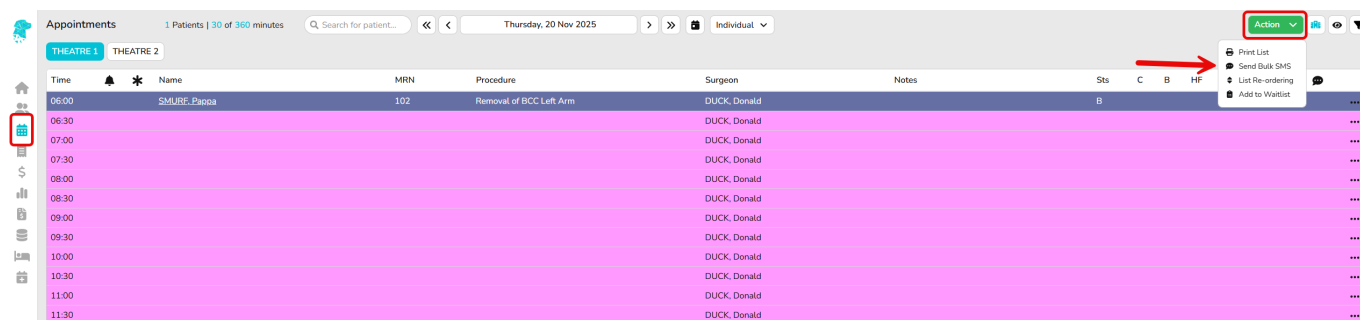 Appointments 1 Patients | 30 of 360 minutes Search for patient... Thursday, 20 Nov 2025 Individual Action
THEATRE 1 THEATRE 2
Print List
Send Bulk SMS
List Re-ordering
Add to Waitlist
Time Name MRN Procedure Surgeon Notes Sts C B HF
06:00 SMURF, Pappa 102 Removal of BCC Left Arm DUCK, Donald B
06:30 DUCK, Donald
07:00 DUCK, Donald
07:30 DUCK, Donald
08:00 DUCK, Donald
08:30 DUCK, Donald
09:00 DUCK, Donald
09:30 DUCK, Donald
10:00 DUCK, Donald
10:30 DUCK, Donald
11:00 DUCK, Donald
11:30 DUCK, Donald